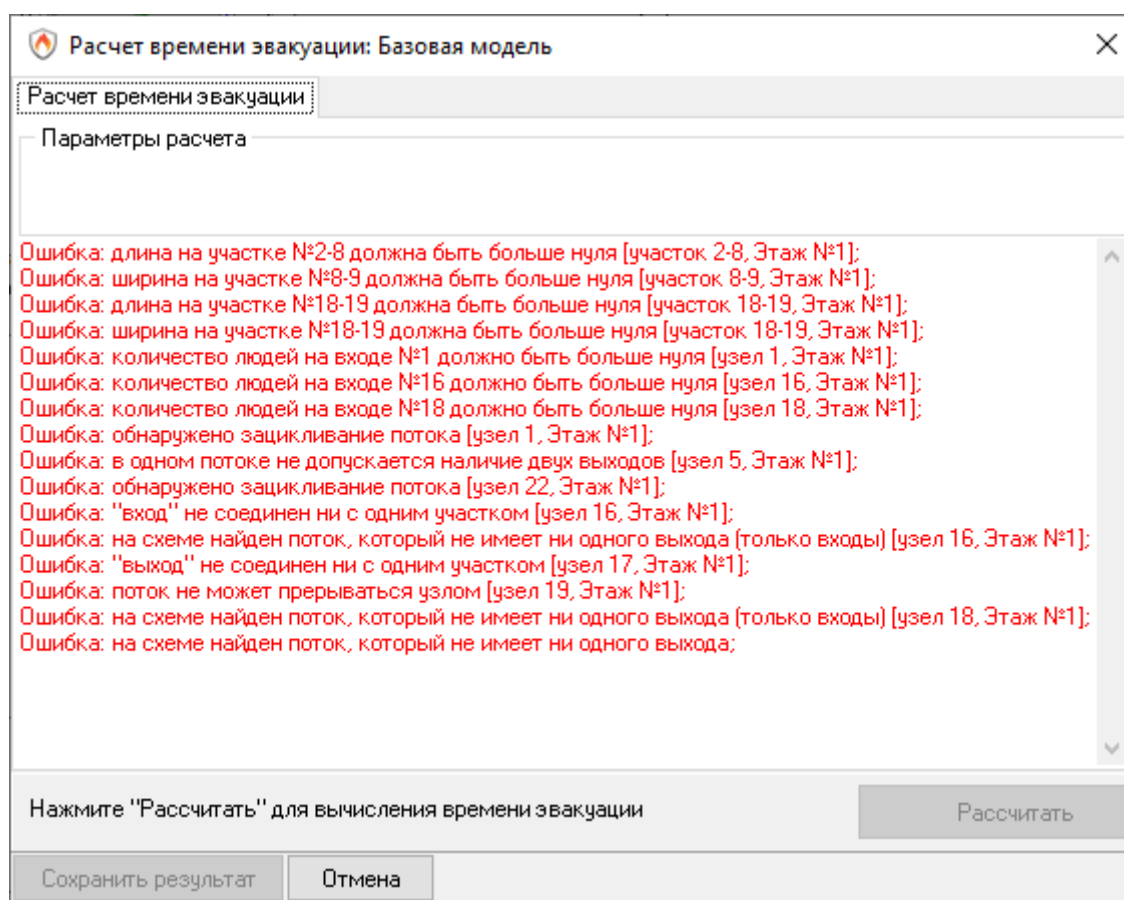 Расчет времени эвакуации: Базовая модель
Расчет времени эвакуации
Параметры расчета
Ошибка: длина на участке №2-8 должна быть больше нуля [участок 2-8, Этаж №1];
Ошибка: ширина на участке №8-9 должна быть больше нуля [участок 8-9, Этаж №1];
Ошибка: длина на участке №18-19 должна быть больше нуля [участок 18-19, Этаж №1];
Ошибка: ширина на участке №18-19 должна быть больше нуля [участок 18-19, Этаж №1];
Ошибка: количество людей на входе №1 должно быть больше нуля [узел 1, Этаж №1];
Ошибка: количество людей на входе №16 должно быть больше нуля [узел 16, Этаж №1];
Ошибка: количество людей на входе №18 должно быть больше нуля [узел 18, Этаж №1];
Ошибка: обнаружено зацикливание потока [узел 1, Этаж №1];
Ошибка: в одном потоке не допускается наличие двух выходов [узел 5, Этаж №1];
Ошибка: обнаружено зацикливание потока [узел 22, Этаж №1];
Ошибка: "вход" не соединен ни с одним участком [узел 16, Этаж №1];
Ошибка: на схеме найден поток, который не имеет ни одного выхода (только входы) [узел 16, Этаж №1];
Ошибка: "выход" не соединен ни с одним участком [узел 17, Этаж №1];
Ошибка: поток не может прерываться узлом [узел 19, Этаж №1];
Ошибка: на схеме найден поток, который не имеет ни одного выхода (только входы) [узел 18, Этаж №1];
Ошибка: на схеме найден поток, который не имеет ни одного выхода;
Нажмите "Рассчитать" для вычисления времени эвакуации
Рассчитать
Сохранить результат
Отмена